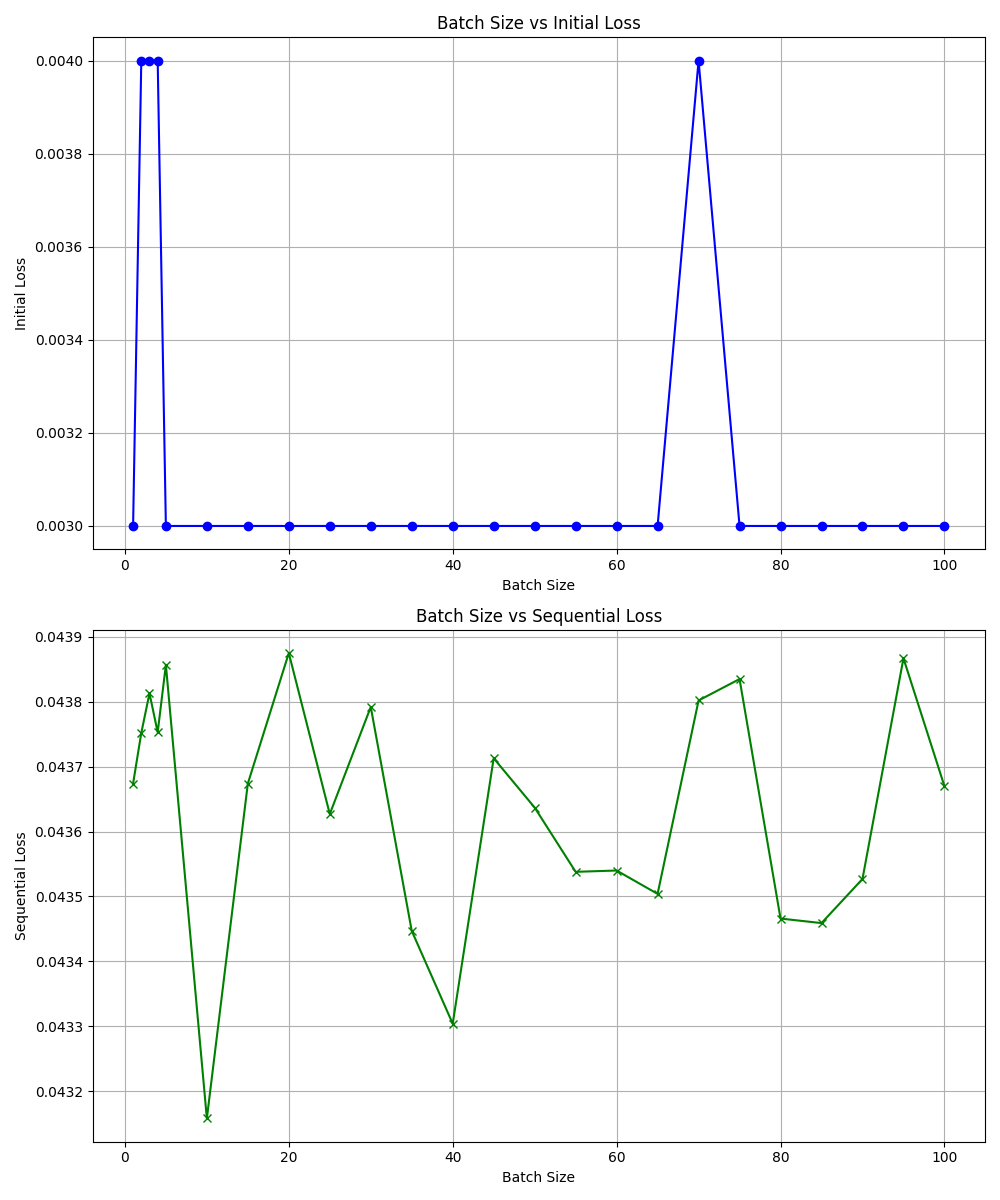 Batch Size vs Initial Loss
0.0040
0.0038
0.0036
0.0034
0.0032
0.0030
Initial Loss
0 20 40 60 80 100
Batch Size
Batch Size vs Sequential Loss
0.0439
0.0438
0.0437
0.0436
0.0435
0.0434
0.0433
0.0432
Sequential Loss
0 20 40 60 80 100
Batch Size